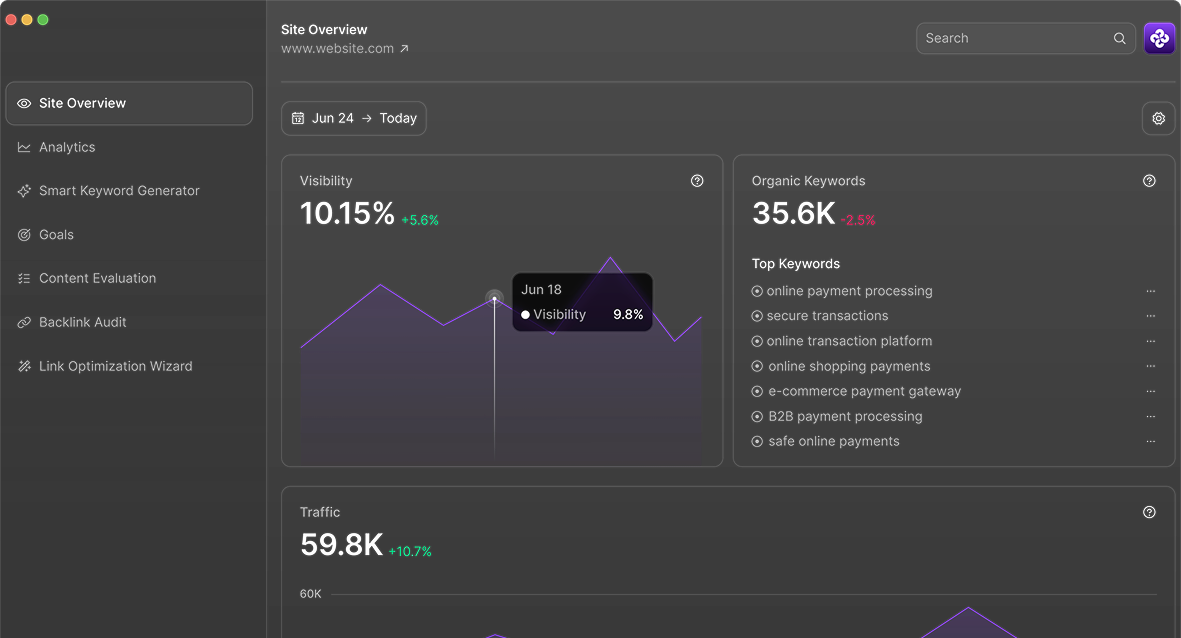 Site Overview
www.website.com
Search
Site Overview
Analytics
Smart Keyword Generator
Goals
Content Evaluation
Backlink Audit
Link Optimization Wizard
12
Jun 24 → Today
Visibility
10.15% +5.6%
Jun 18
Visibility 9.8%
Organic Keywords
35.6K -2.5%
Top Keywords
online payment processing
secure transactions
online transaction platform
online shopping payments
e-commerce payment gateway
B2B payment processing
safe online payments
Traffic
59.8K +10.7%
60K